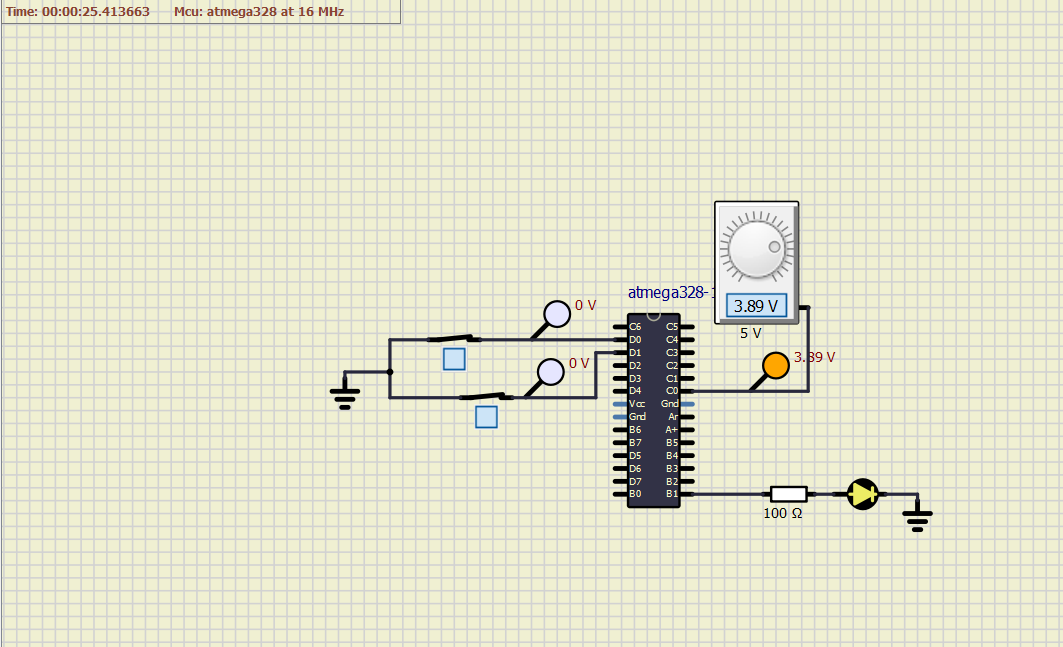 Time: 00:00:25.413663 Mcu: atmega328 at 16 MHz
atmega328-
3.89 V
5 V
0 V
0 V
3.89 V
C6 C5
D0 C4
D1 C3
D2 C2
D3 C1
D4 C0
Vcc Gnd
Gnd Ar
B6 A+
B7 B5
D5 B4
D6 B3
D7 B2
B0 B1
100 Ω